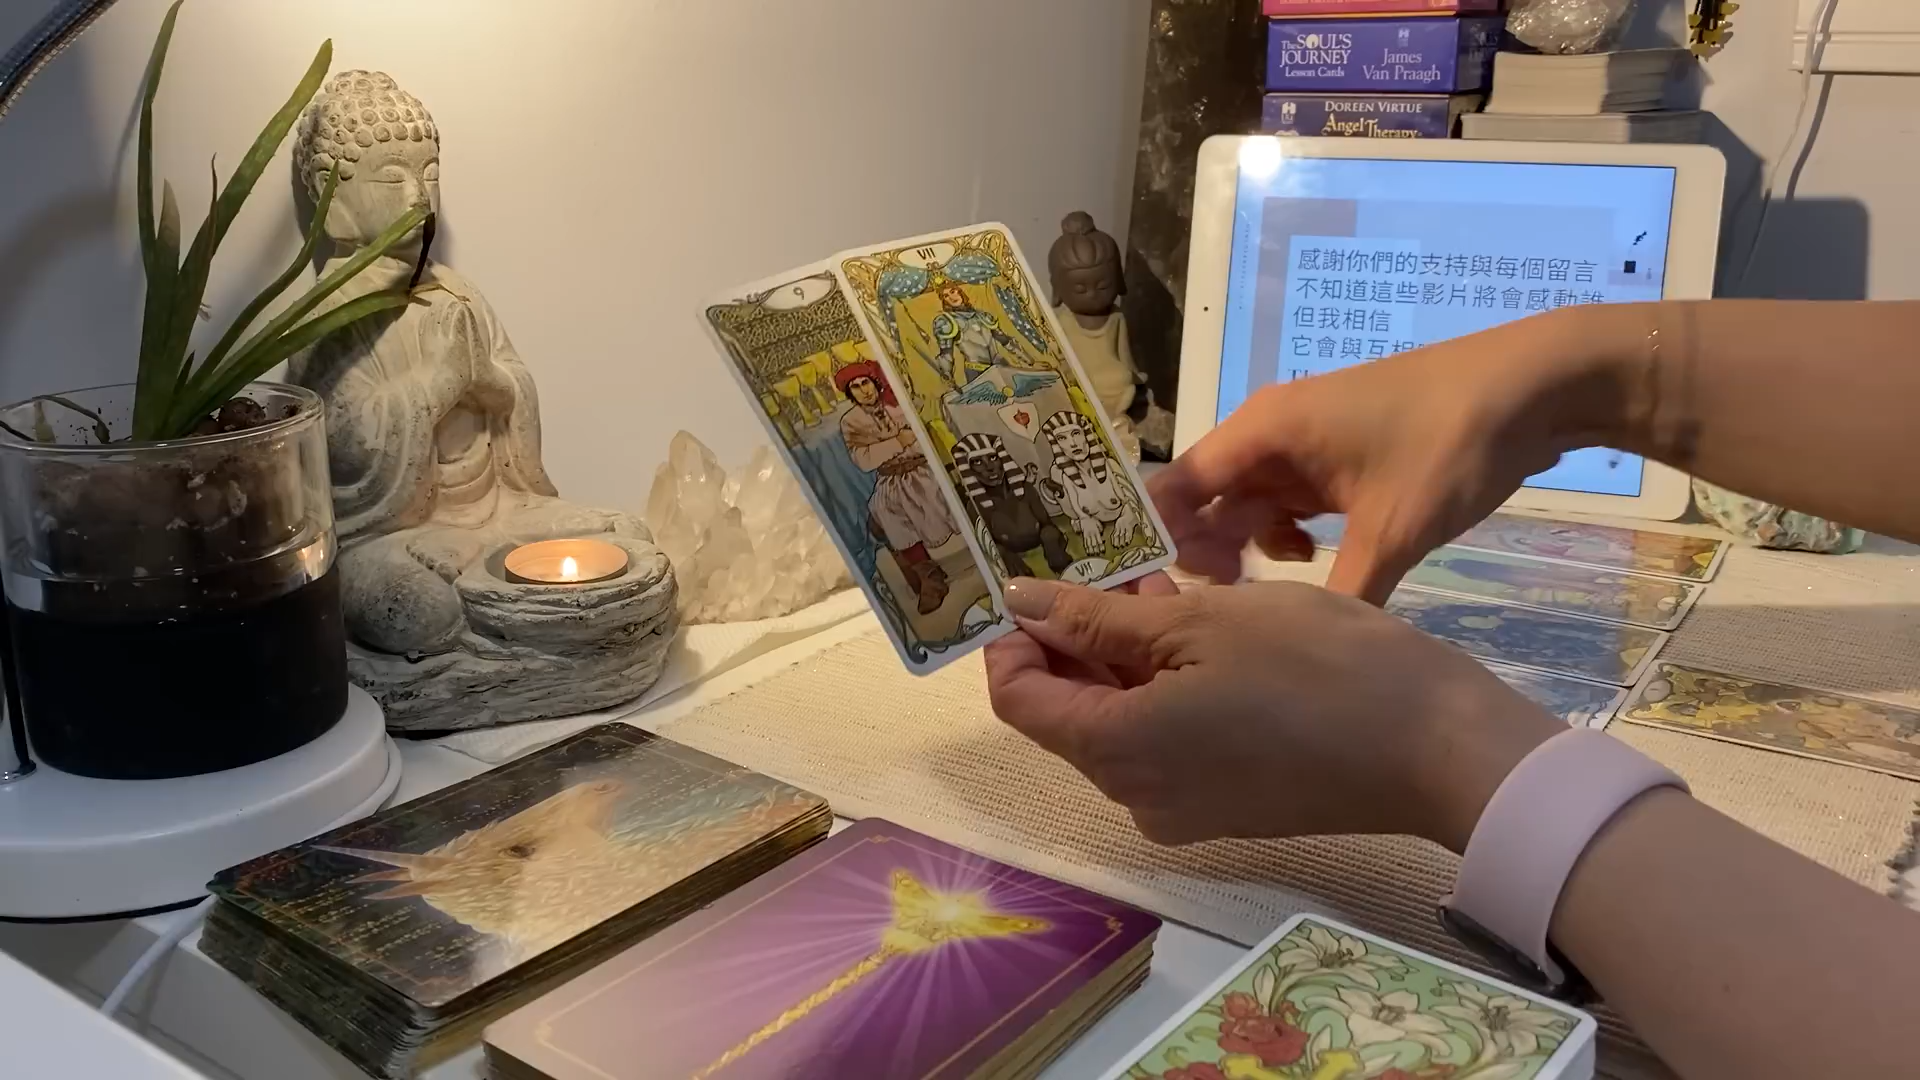 The SOUL'S
JOURNEY
Lesson Cards
James
Van Praagh
DOREEN VIRTUE
Angel Therapy
VII
VII
9
感謝你們的支持與每個留言
不知道這些影片將會感動誰
但我相信
它會與互相